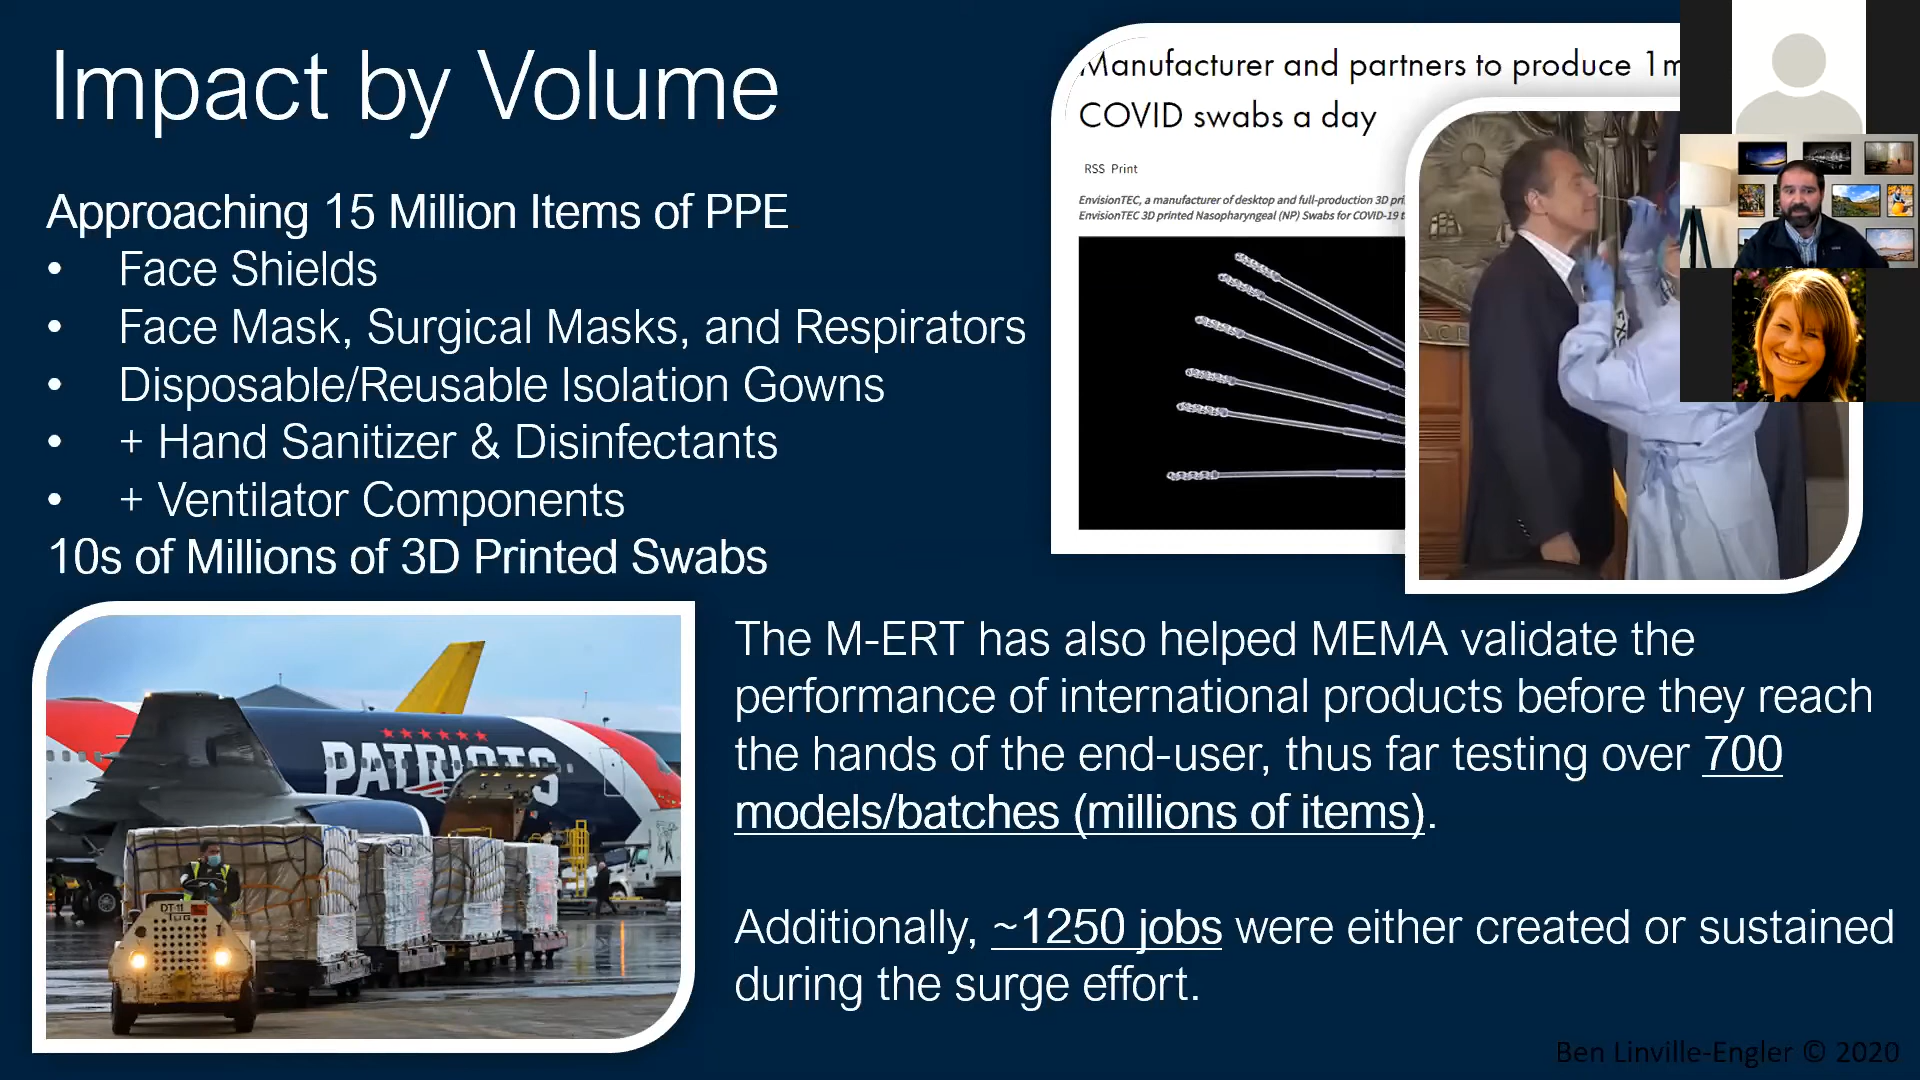 Impact by Volume
Approaching 15 Million Items of PPE
• Face Shields
• Face Mask, Surgical Masks, and Respirators
• Disposable/Reusable Isolation Gowns
• + Hand Sanitizer & Disinfectants
• + Ventilator Components
10s of Millions of 3D Printed Swabs
Manufacturer and partners to produce 1m
COVID swabs a day
RSS Print
EnvisionTEC, a manufacturer of desktop and full-production 3D pri
EnvisionTEC 3D printed Nasopharyngeal (NP) Swabs for COVID-19 t
PATRIOTS
DT-11
TUG
The M-ERT has also helped MEMA validate the
performance of international products before they reach
the hands of the end-user, thus far testing over 700
models/batches (millions of items).
Additionally, ~1250 jobs were either created or sustained
during the surge effort.
Ben Linville-Engler © 2020